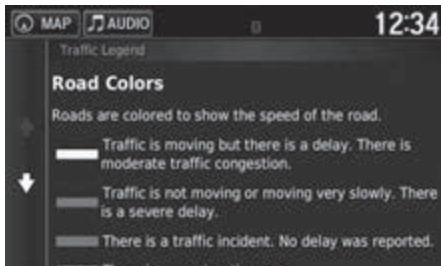 MAP AUDIO 12:34
Traffic Legend
Road Colors
Roads are colored to show the speed of the road.
Traffic is moving but there is a delay. There is
moderate traffic congestion.
Traffic is not moving or moving very slowly. There
is a severe delay.
There is a traffic incident. No delay was reported.